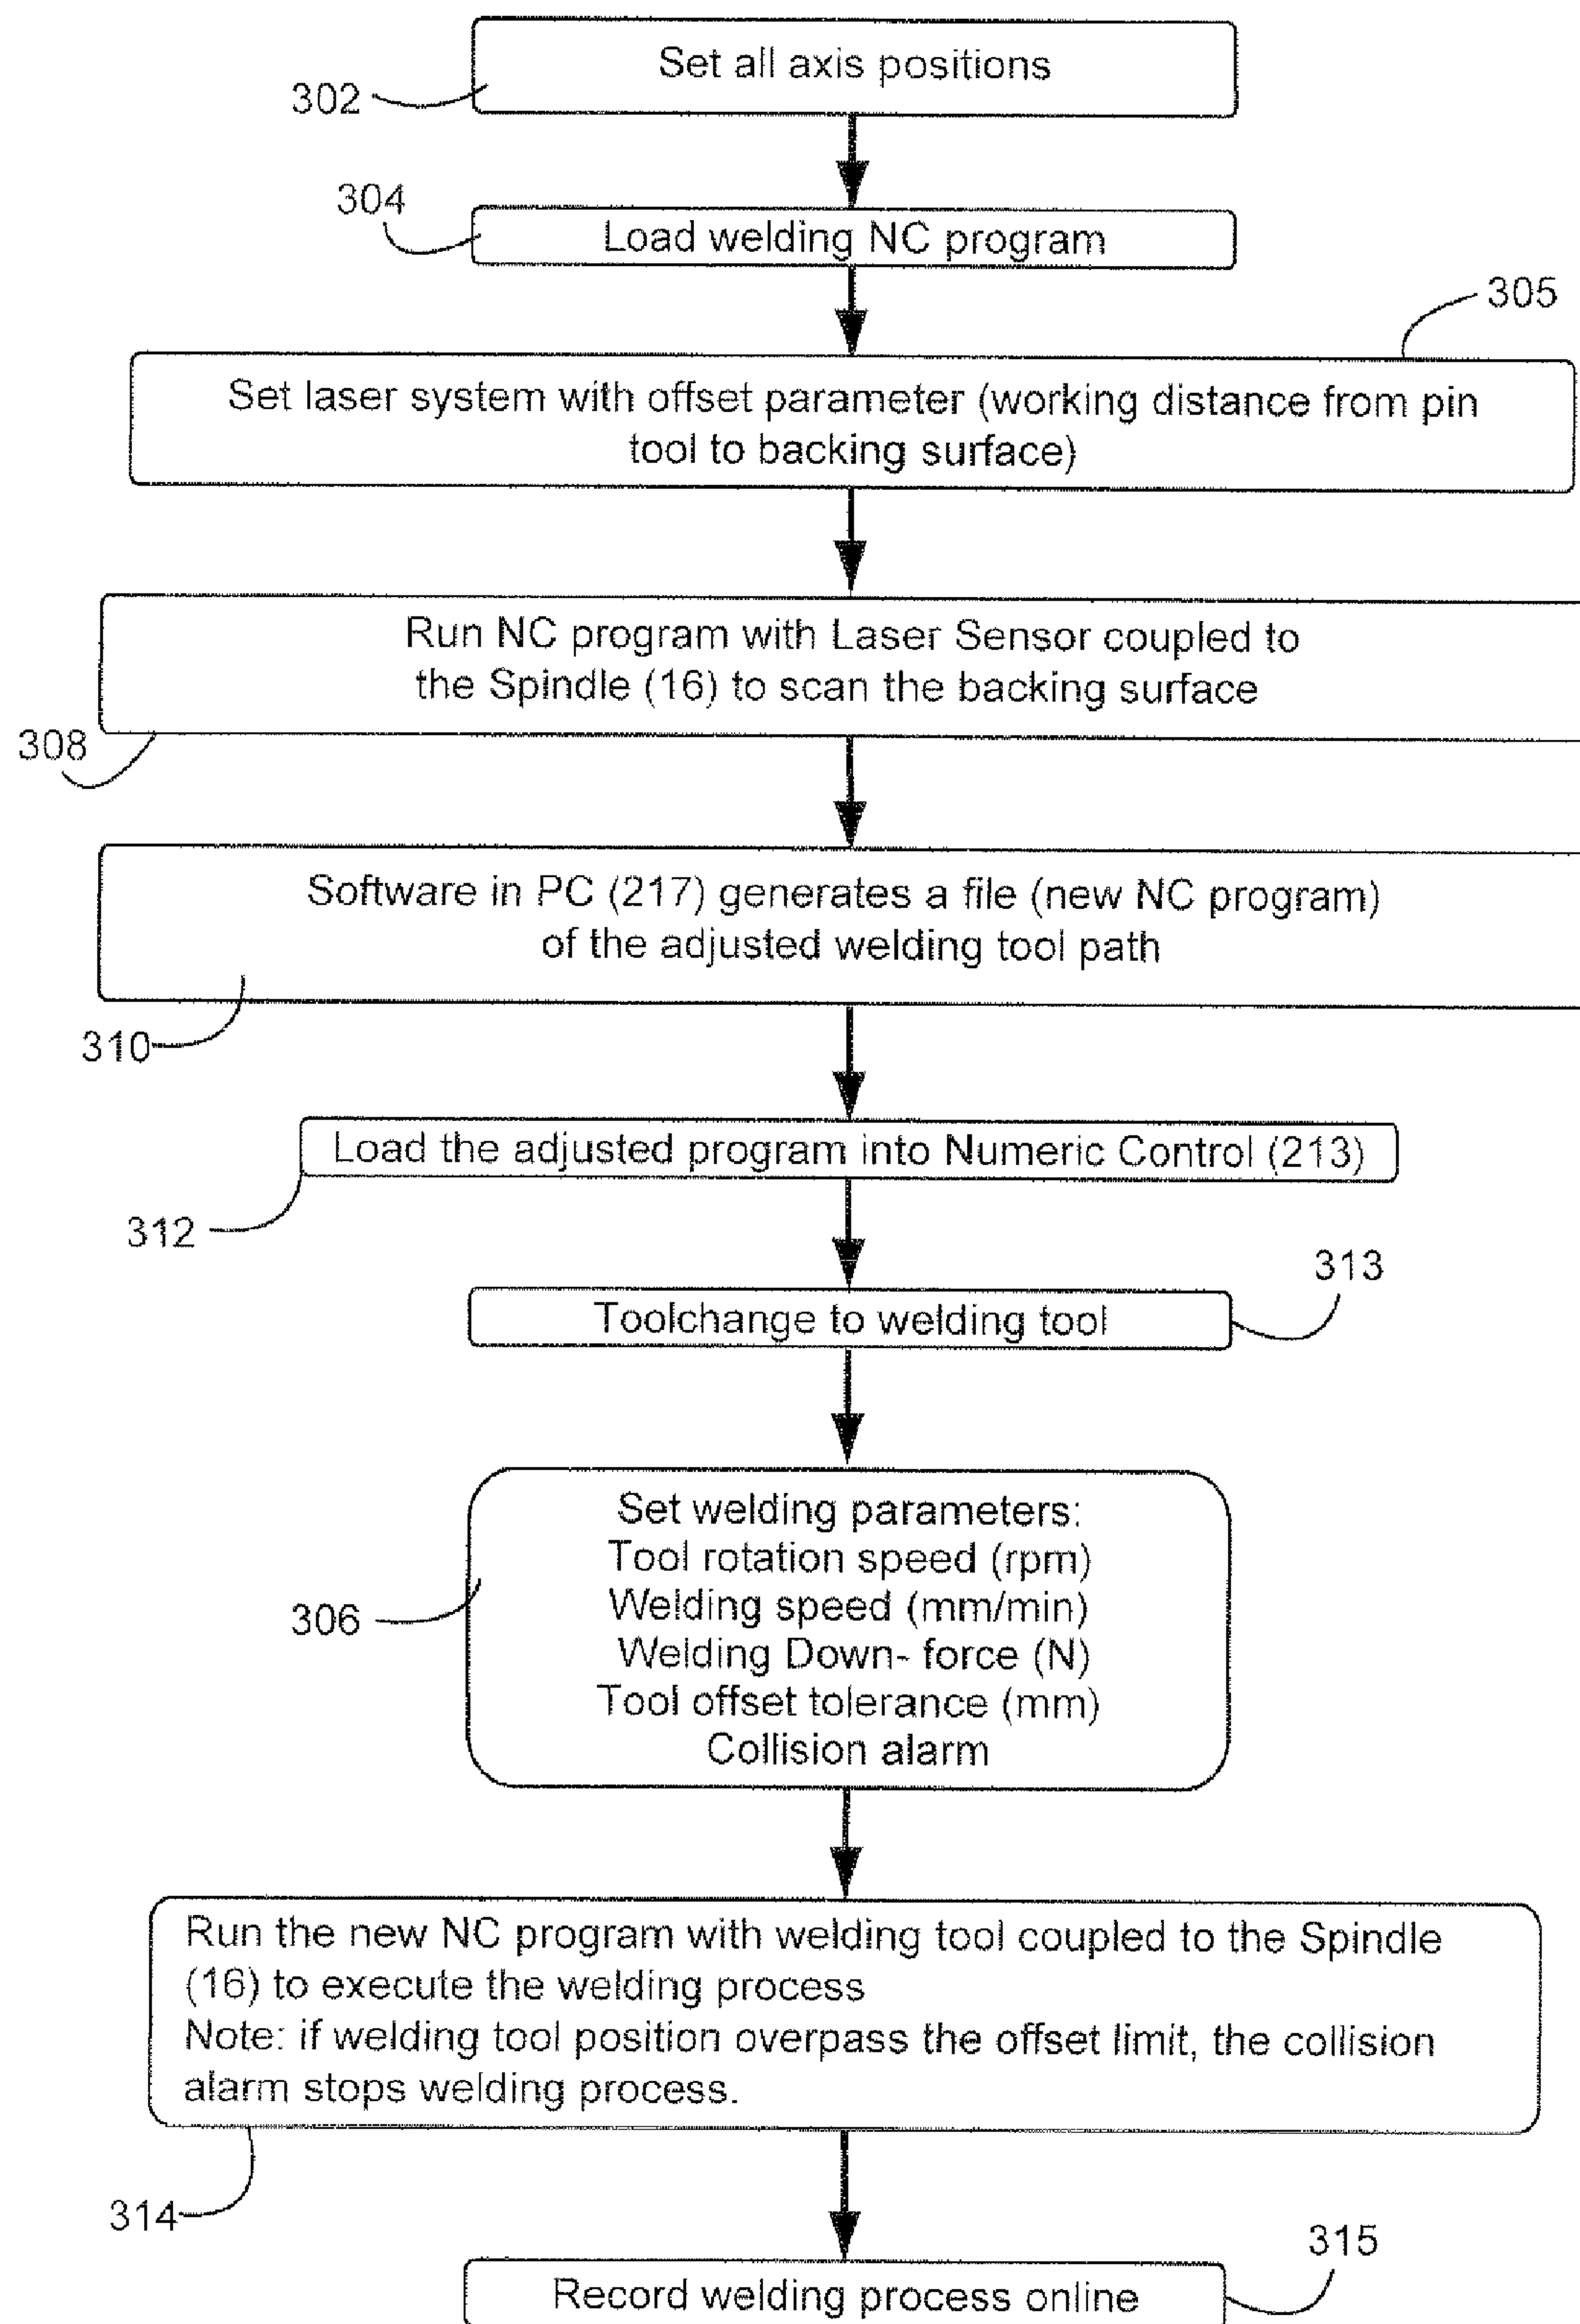 Set all axis positions
302
304
Load welding NC program
305
Set laser system with offset parameter (working distance from pin
tool to backing surface)
Run NC program with Laser Sensor coupled to
the Spindle (16) to scan the backing surface
308
Software in PC (217) generates a file (new NC program)
of the adjusted welding tool path
310
Load the adjusted program into Numeric Control (213)
312
313
Toolchange to welding tool
Set welding parameters:
Tool rotation speed (rpm)
Welding speed (mm/min)
306
Welding Down- force (N)
Tool offset tolerance (mm)
Collision alarm
Run the new NC program with welding tool coupled to the Spindle
(16) to execute the welding process
Note: if welding tool position overpass the offset limit, the collision
alarm stops welding process.
314
315
Record welding process online